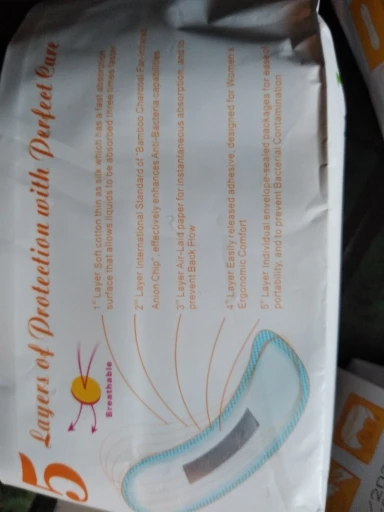 5 Layers of Protection with Perfect Care
Breathable
1st Layer Soft cotton thin as silk which has a fast absorption
surface that allows liquids to be absorbed three times faster
2nd Layer International Standard of "Bamboo Charcoal Far-infrared
Anion Chip" effectively enhances Anti-Bacteria capabilities
3rd Layer Air-Laid paper for instantaneous absorption, and to
prevent Back Flow
4th Layer Easily released adhesive, designed for Women's
Ergonomic Comfort
5th Layer Individual envelope-sealed packages for easy
portability, and to prevent Bacterial Contamination